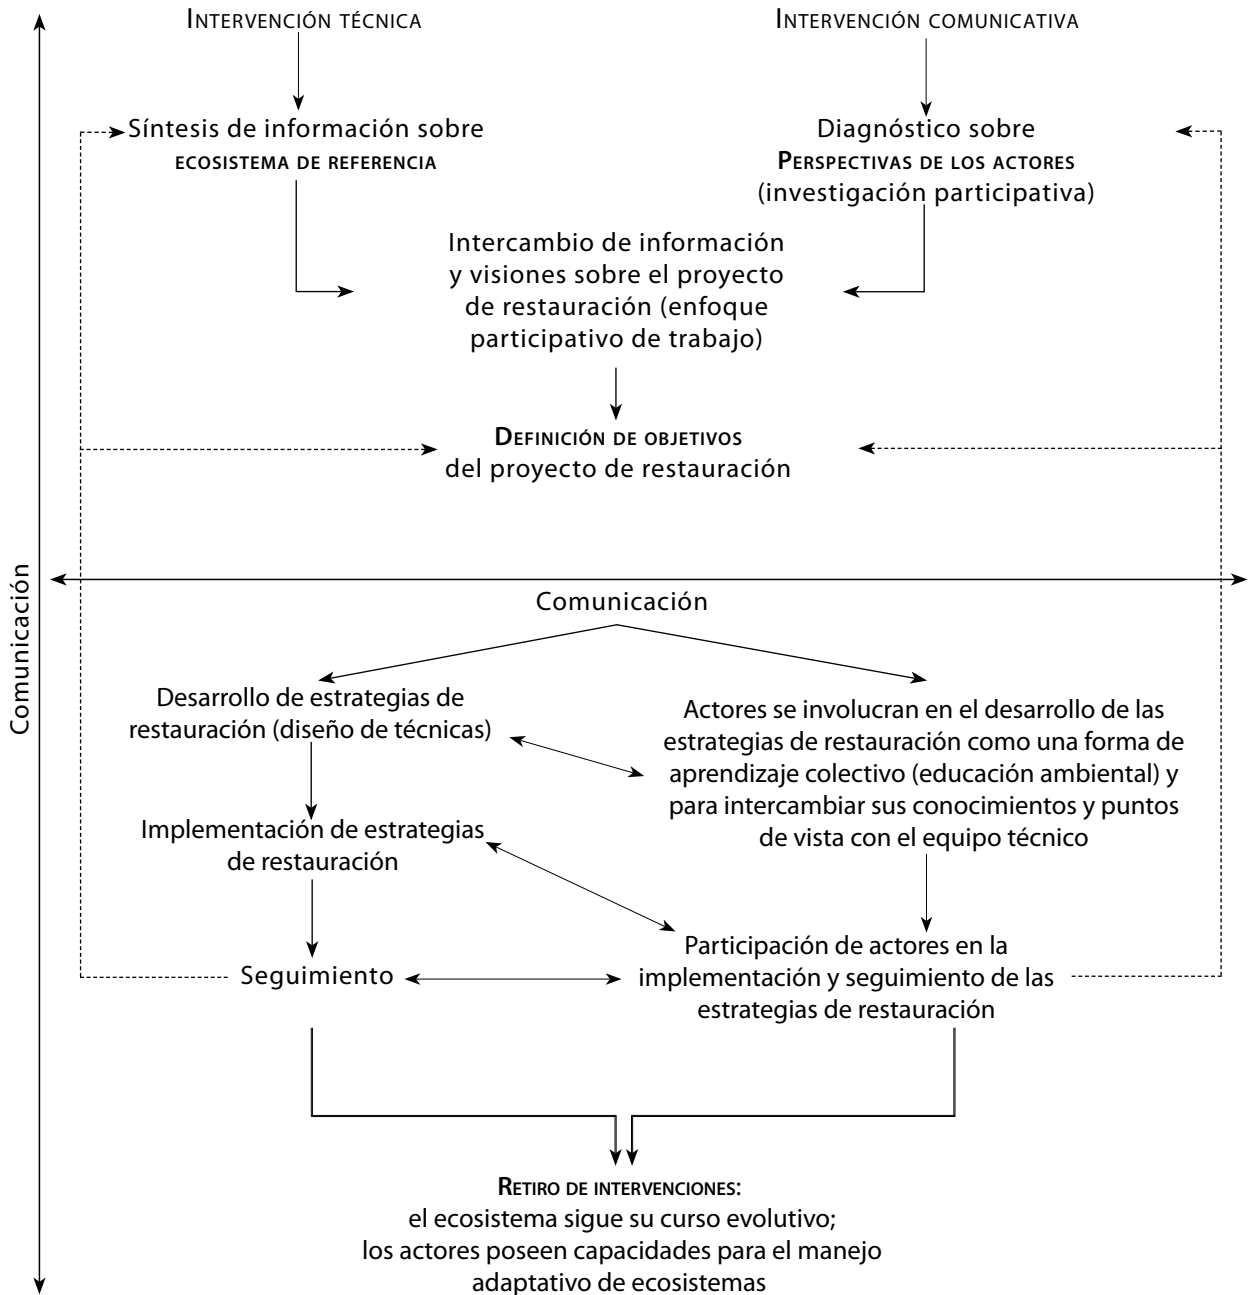 INTERVENCIÓN TÉCNICA
INTERVENCIÓN COMUNICATIVA
Síntesis de información sobre
ECOSISTEMA DE REFERENCIA
Diagnóstico sobre
PERSPECTIVAS DE LOS ACTORES
(investigación participativa)
Intercambio de información
y visiones sobre el proyecto
de restauración (enfoque
participativo de trabajo)
DEFINICIÓN DE OBJETIVOS
del proyecto de restauración
Comunicación
Comunicación
Desarrollo de estrategias de
restauración (diseño de técnicas)
Actores se involucran en el desarrollo de las
estrategias de restauración como una forma de
aprendizaje colectivo (educación ambiental) y
para intercambiar sus conocimientos y puntos
de vista con el equipo técnico
Implementación de estrategias
de restauración
Seguimiento
Participación de actores en la
implementación y seguimiento de las
estrategias de restauración
RETIRO DE INTERVENCIONES:
el ecosistema sigue su curso evolutivo;
los actores poseen capacidades para el manejo
adaptativo de ecosistemas